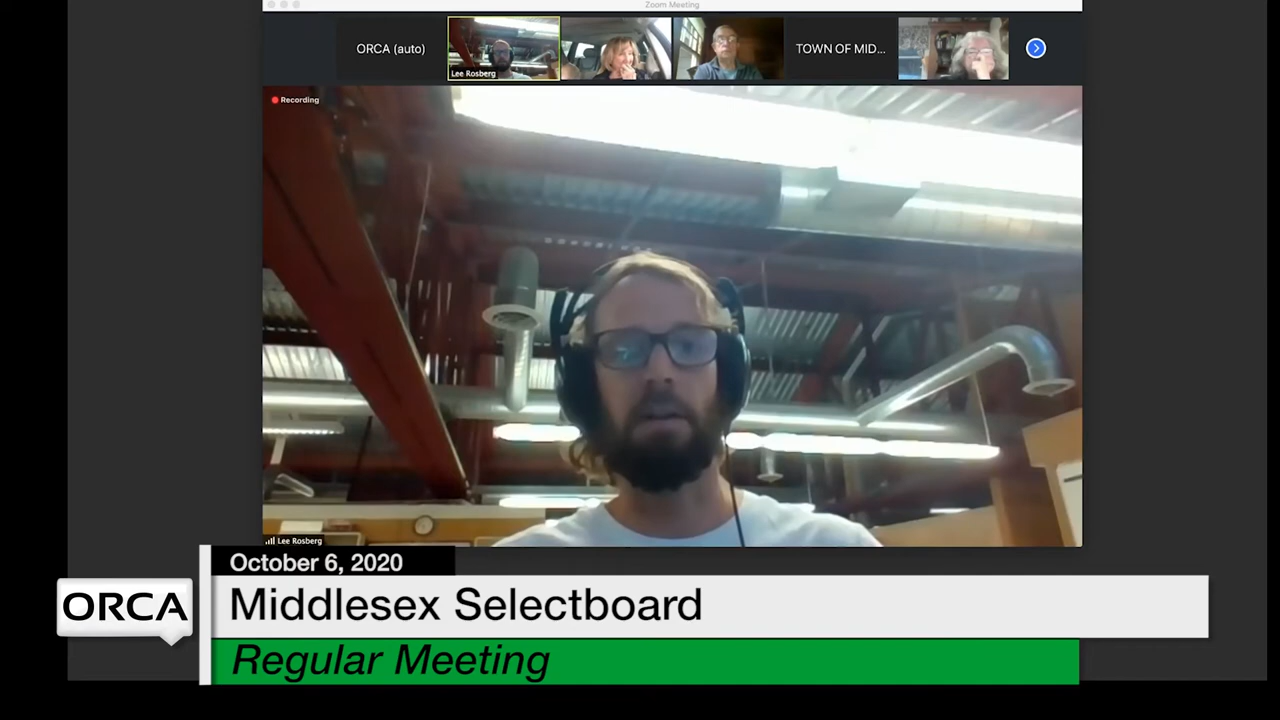 Zoom Meeting
ORCA (auto)
TOWN OF MID...
Lee Rosberg
Recording
Lee Rosberg
October 6, 2020
ORCA
Middlesex Selectboard
Regular Meeting